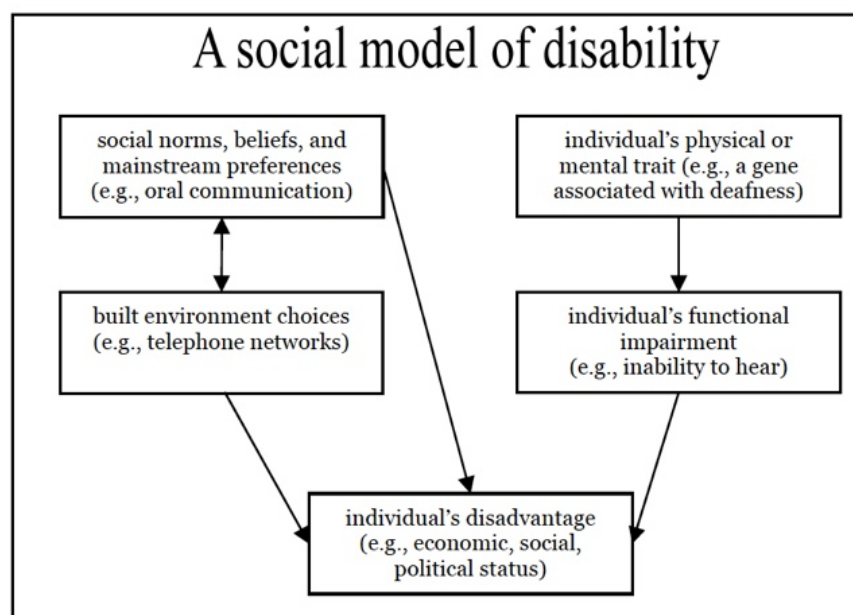 A social model of disability
social norms, beliefs, and
mainstream preferences
(e.g., oral communication)
individual’s physical or
mental trait (e.g., a gene
associated with deafness)
built environment choices
(e.g., telephone networks)
individual’s functional
impairment
(e.g., inability to hear)
individual’s disadvantage
(e.g., economic, social,
political status)